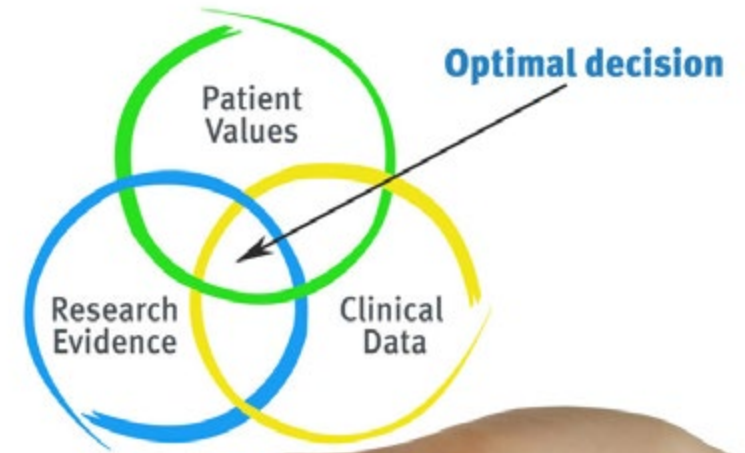 Optimal decision
Patient
Values
Research
Evidence
Clinical
Data